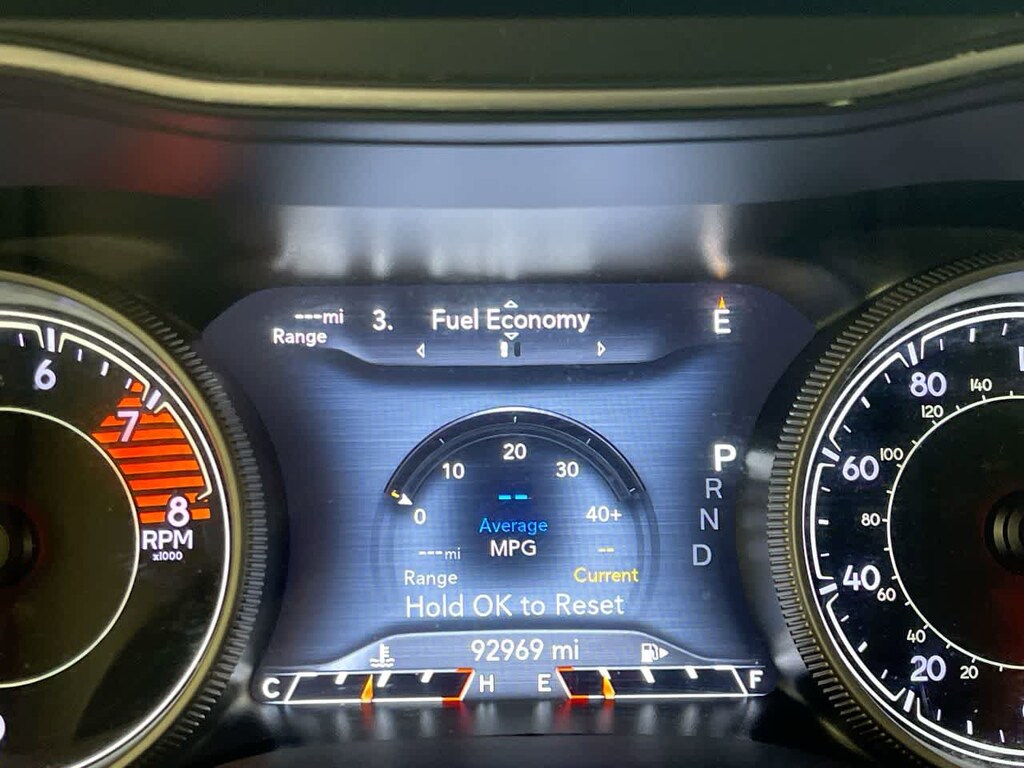 ---mi
Range
3.
Fuel Economy
E
6
7
8
RPM
x1000
10
20
30
0
40+
--
Average
MPG
---mi
Range
--
Current
Hold OK to Reset
92969 mi
C
H
E
F
P
R
N
D
80
60
40
20
140
120
100
80
60
40
20